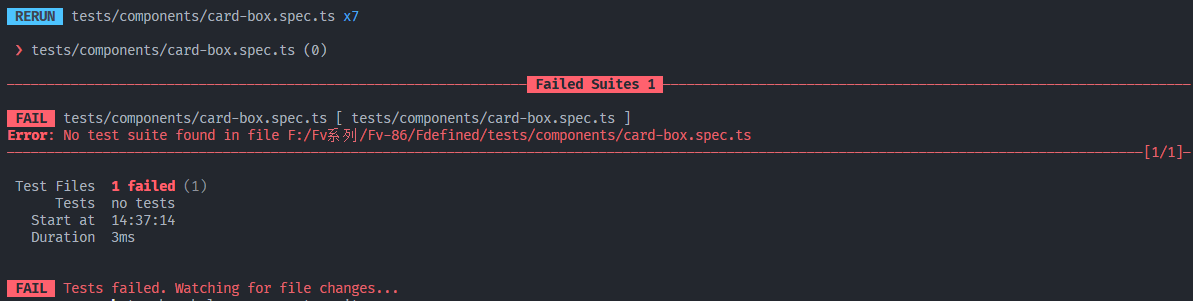 RERUN tests/components/card-box.spec.ts x7
❯ tests/components/card-box.spec.ts (0)
Failed Suites 1
FAIL tests/components/card-box.spec.ts [ tests/components/card-box.spec.ts ]
Error: No test suite found in file F:/Fv系列/Fv-86/Fdefined/tests/components/card-box.spec.ts
[1/1]
Test Files 1 failed (1)
Tests no tests
Start at 14:37:14
Duration 3ms
FAIL Tests failed. Watching for file changes...